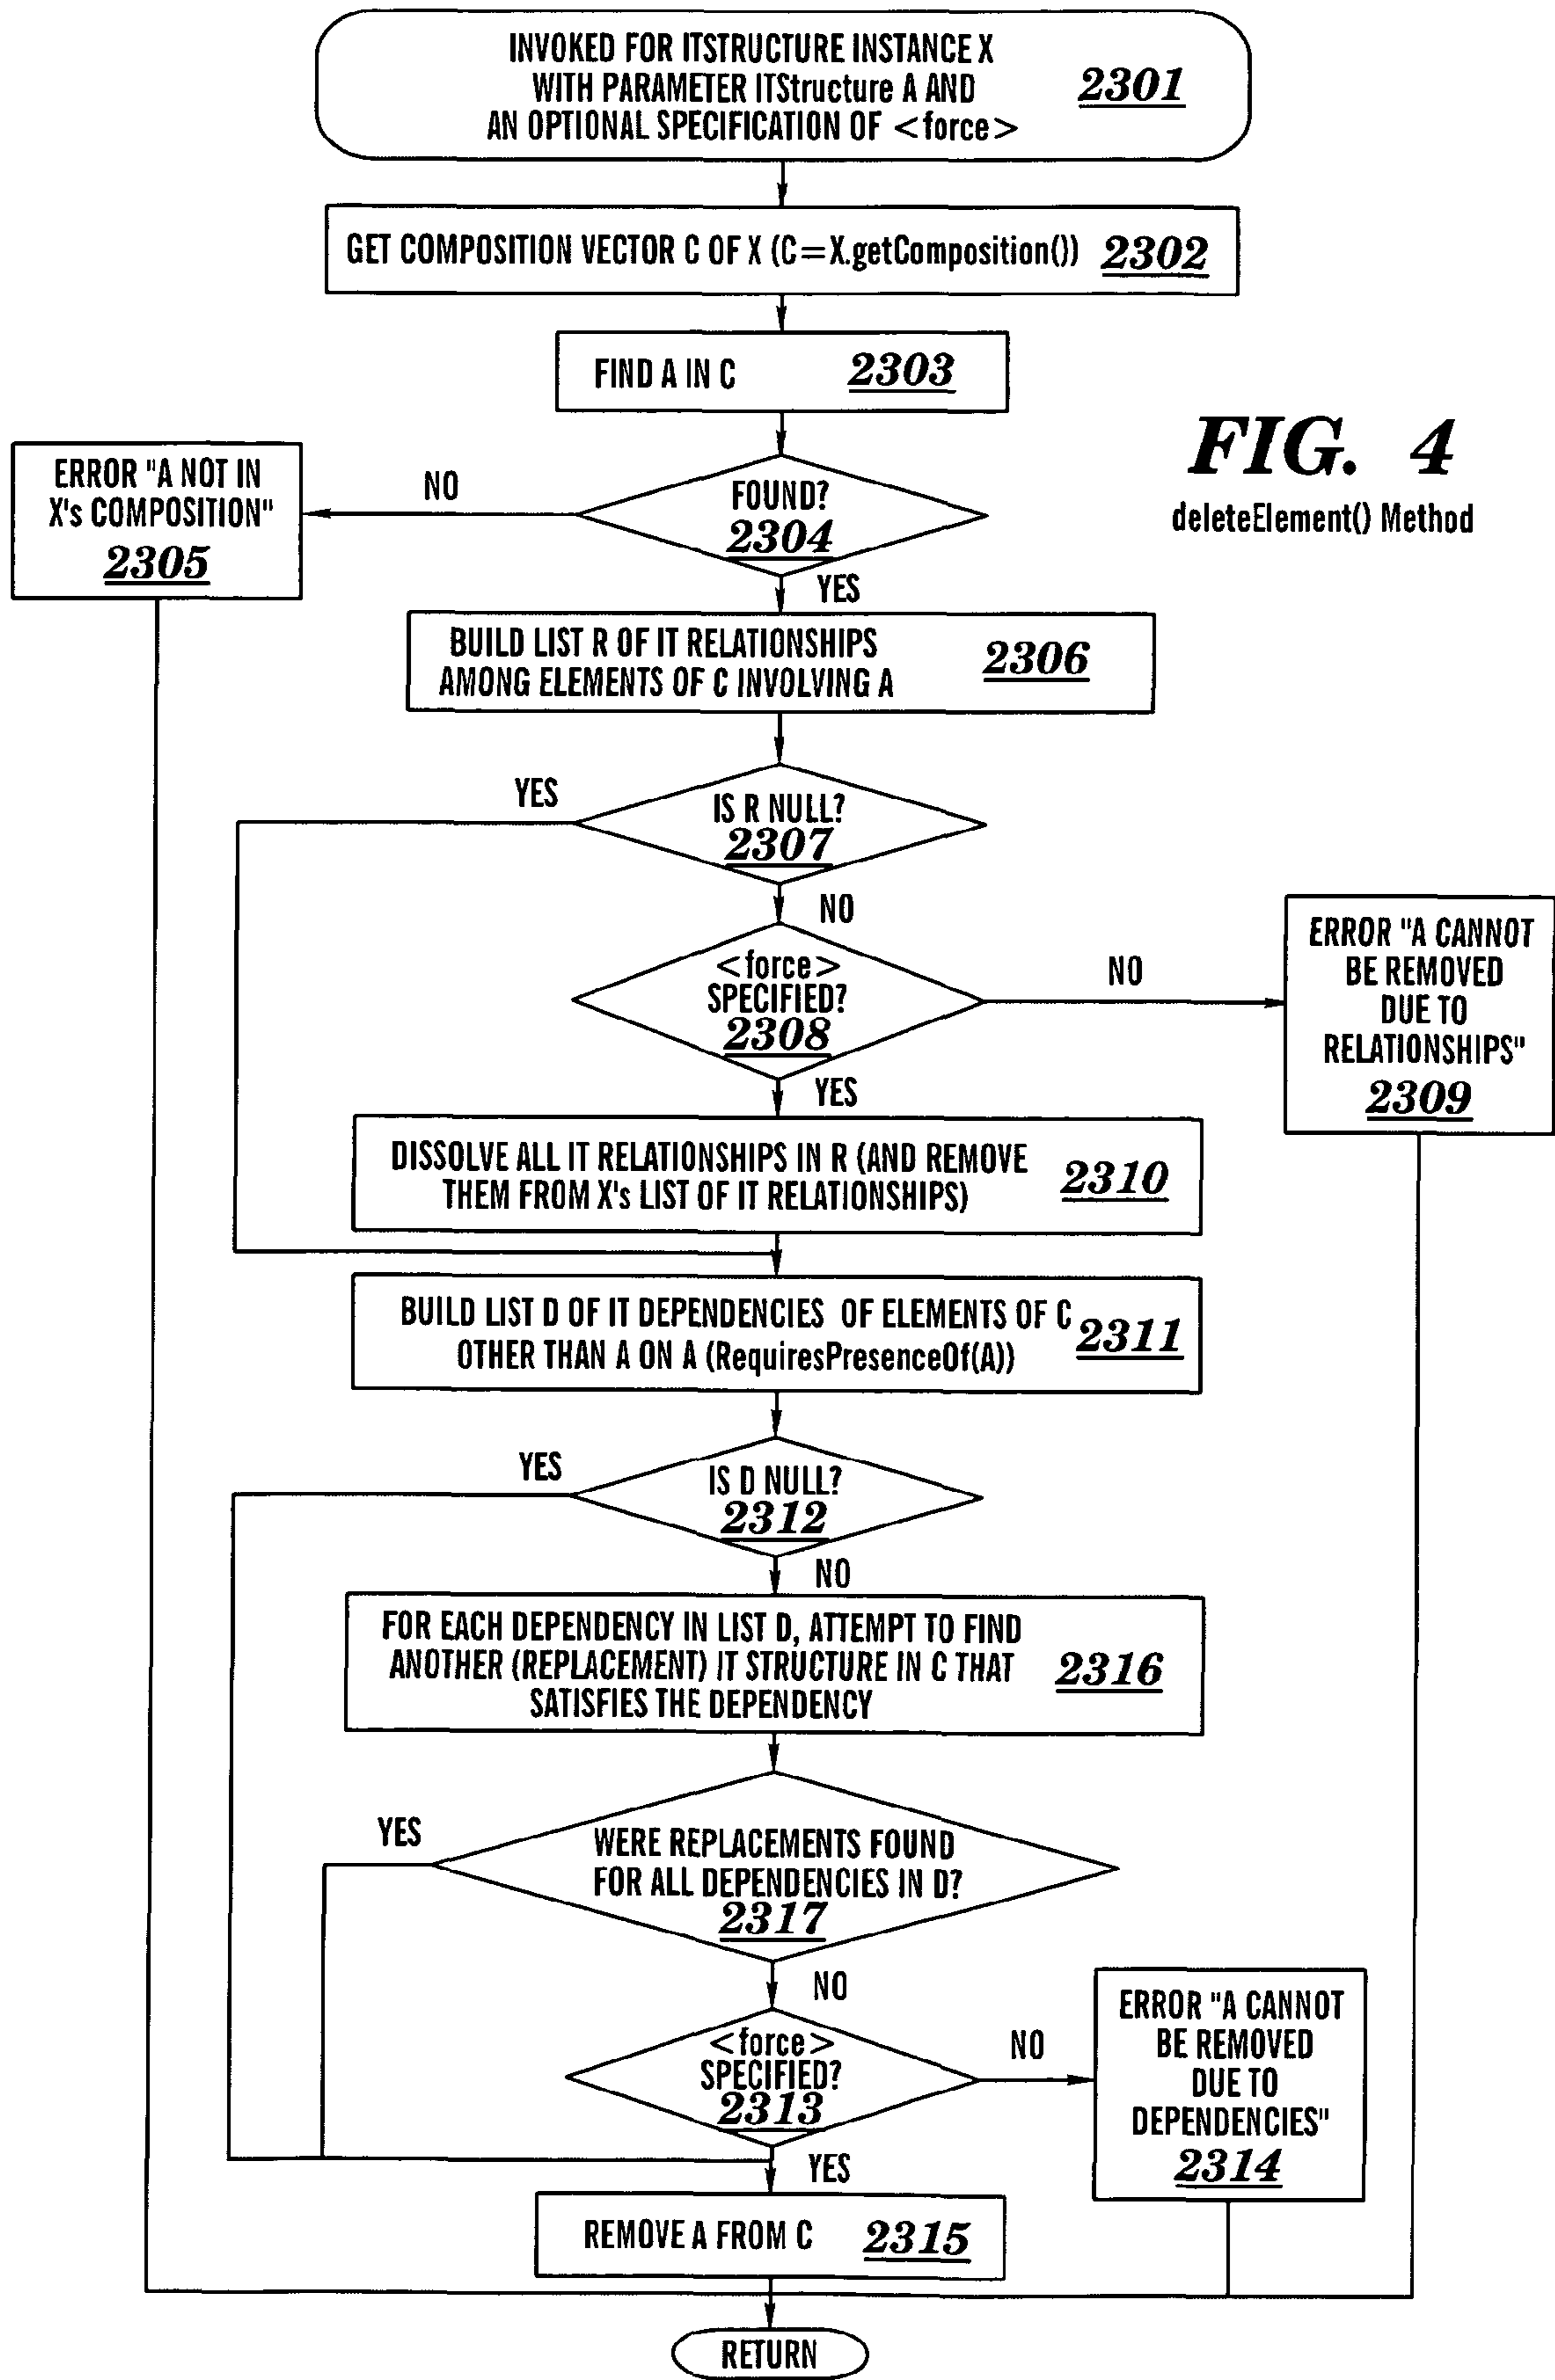 INVOKED FOR ITSTRUCTURE INSTANCE X
WITH PARAMETER ITStructure A AND
AN OPTIONAL SPECIFICATION OF <force>
2301
GET COMPOSITION VECTOR C OF X (C=X.getComposition())
2302
FIND A IN C
2303
FIG. 4
deleteElement() Method
FOUND?
2304
NO
ERROR "A NOT IN
X's COMPOSITION"
2305
YES
BUILD LIST R OF IT RELATIONSHIPS
AMONG ELEMENTS OF C INVOLVING A
2306
IS R NULL?
2307
YES
NO
<force>
SPECIFIED?
2308
NO
ERROR "A CANNOT
BE REMOVED
DUE TO
RELATIONSHIPS"
2309
YES
DISSOLVE ALL IT RELATIONSHIPS IN R (AND REMOVE
THEM FROM X's LIST OF IT RELATIONSHIPS)
2310
BUILD LIST D OF IT DEPENDENCIES OF ELEMENTS OF C
OTHER THAN A ON A (RequiresPresenceOf(A))
2311
YES
IS D NULL?
2312
NO
FOR EACH DEPENDENCY IN LIST D, ATTEMPT TO FIND
ANOTHER (REPLACEMENT) IT STRUCTURE IN C THAT
SATISFIES THE DEPENDENCY
2316
YES
WERE REPLACEMENTS FOUND
FOR ALL DEPENDENCIES IN D?
2317
NO
<force>
SPECIFIED?
2313
NO
ERROR "A CANNOT
BE REMOVED
DUE TO
DEPENDENCIES"
2314
YES
REMOVE A FROM C
2315
RETURN